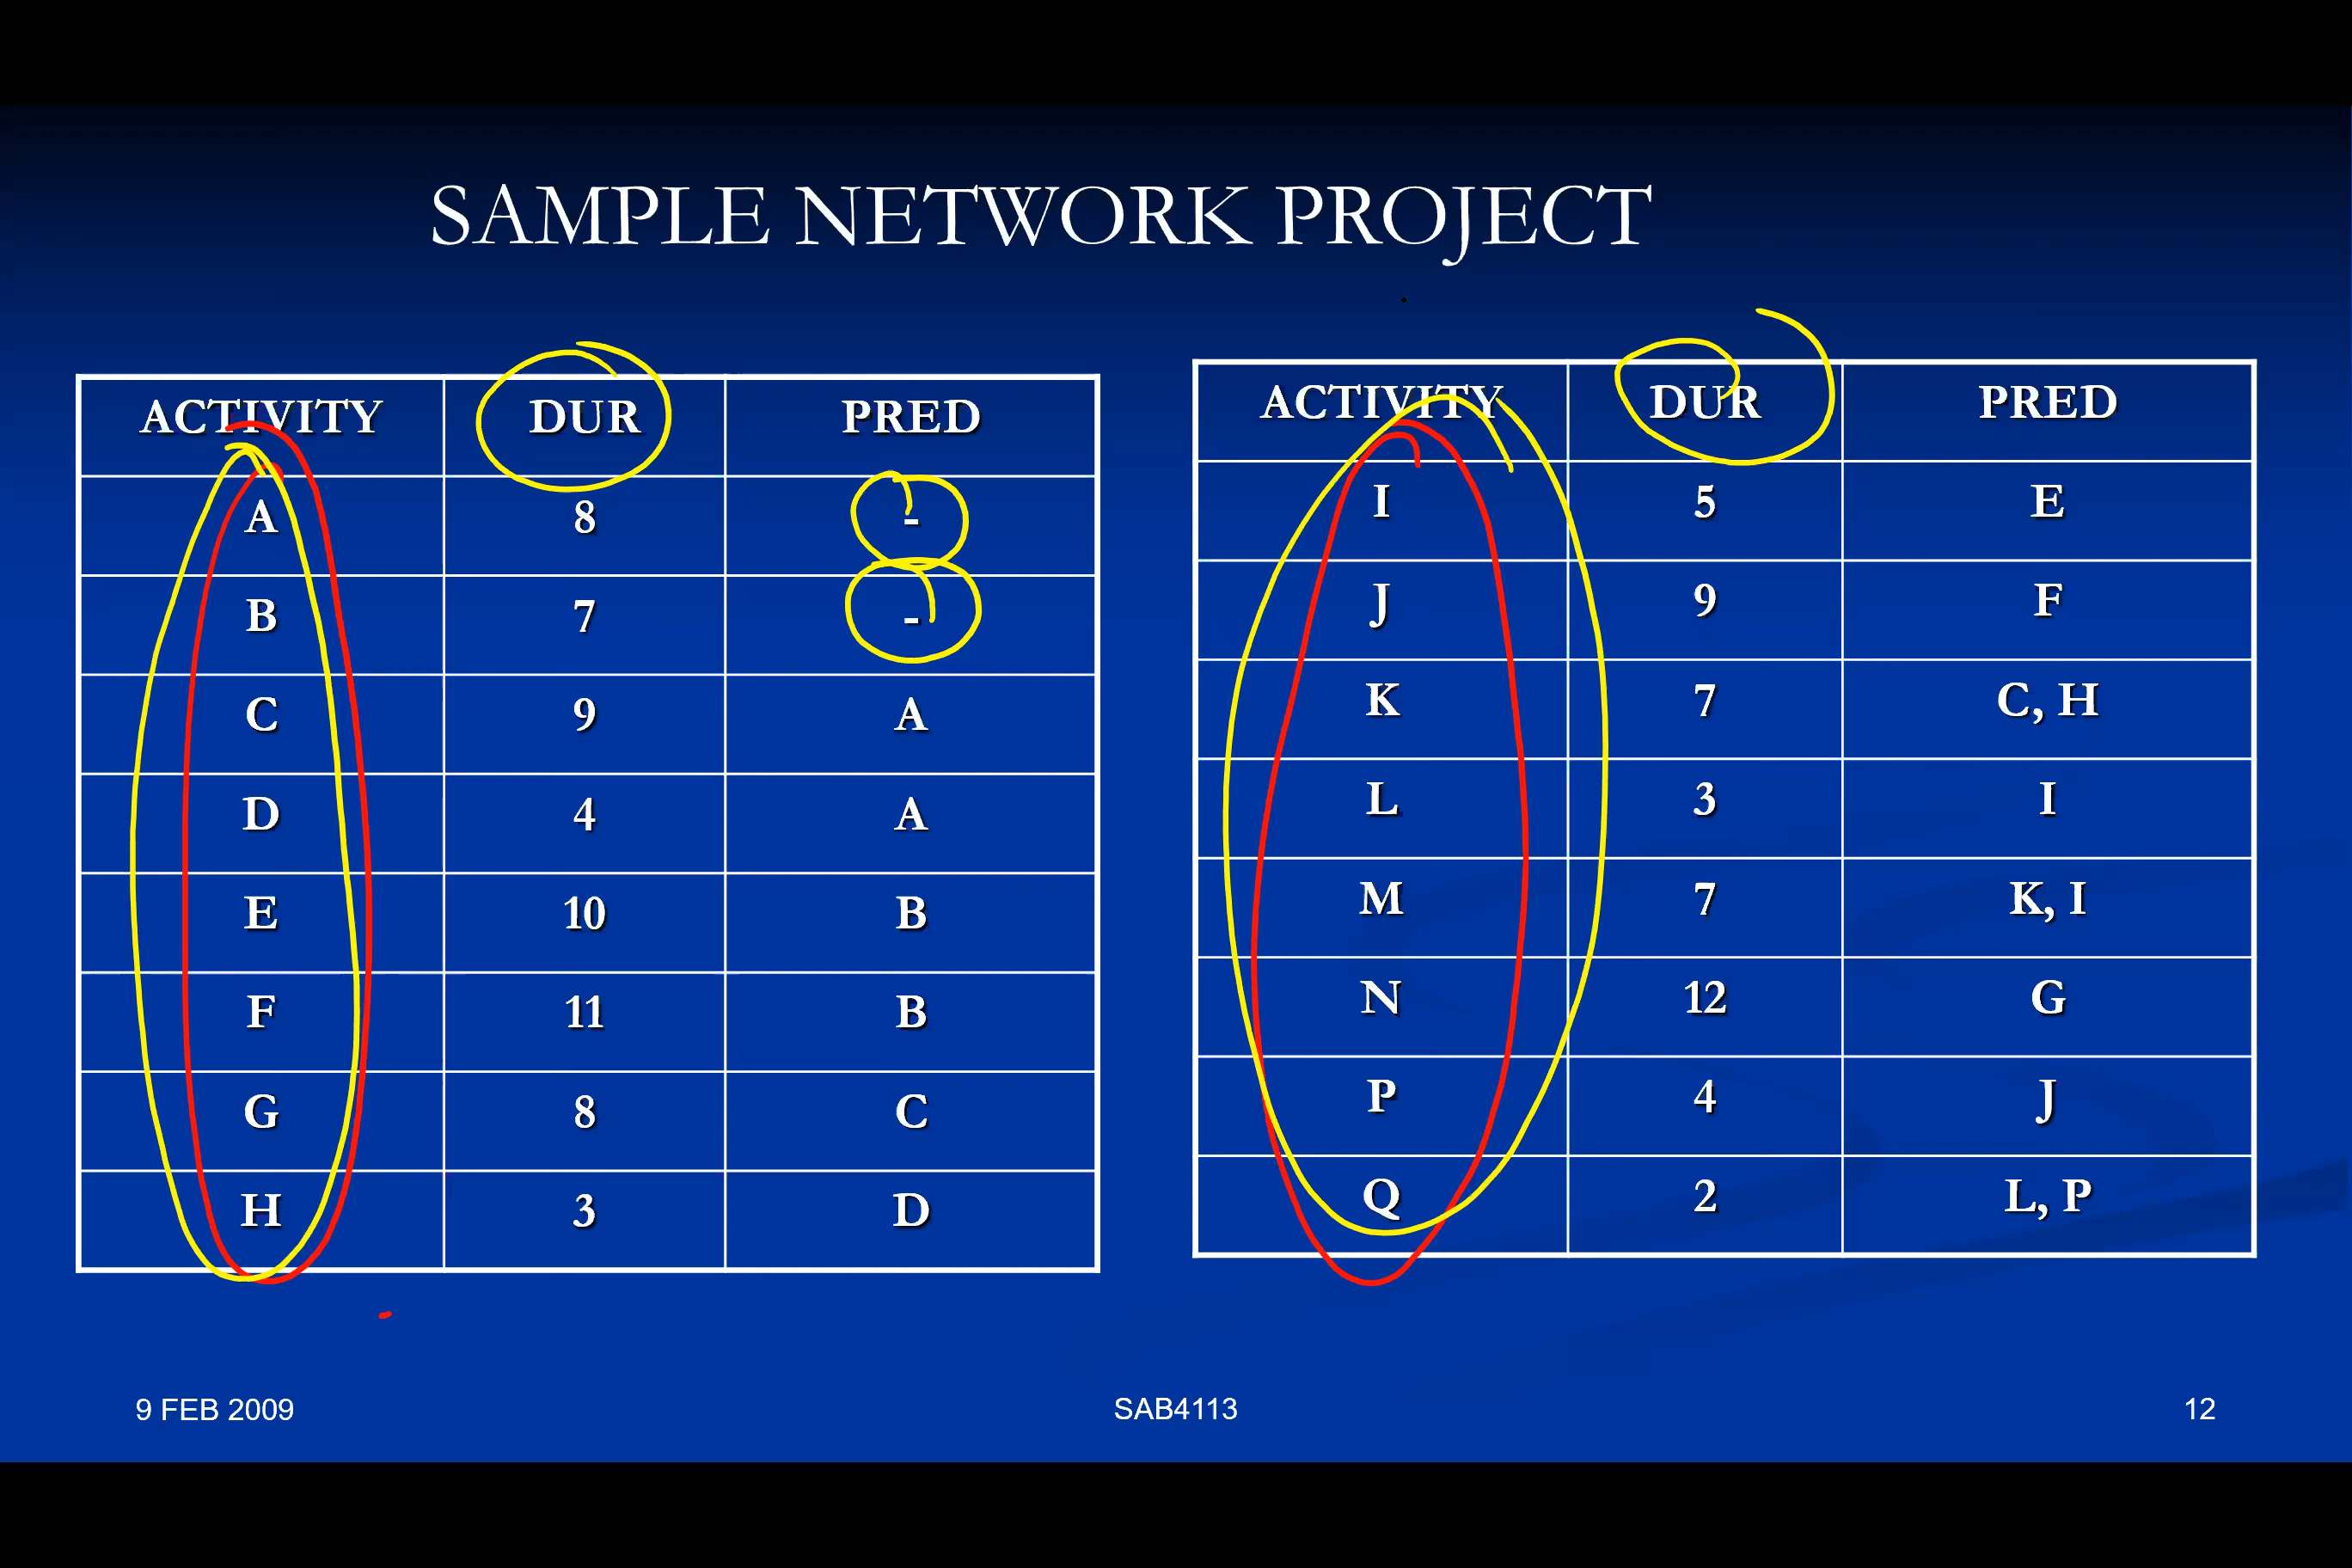 SAMPLE NETWORK PROJECT
ACTIVITY DUR PRED
A 8 -
B 7 -
C 9 A
D 4 A
E 10 B
F 11 B
G 8 C
H 3 D
ACTIVITY DUR PRED
I 5 E
J 9 F
K 7 C, H
L 3 I
M 7 K, I
N 12 G
P 4 J
Q 2 L, P
9 FEB 2009
SAB4113
12